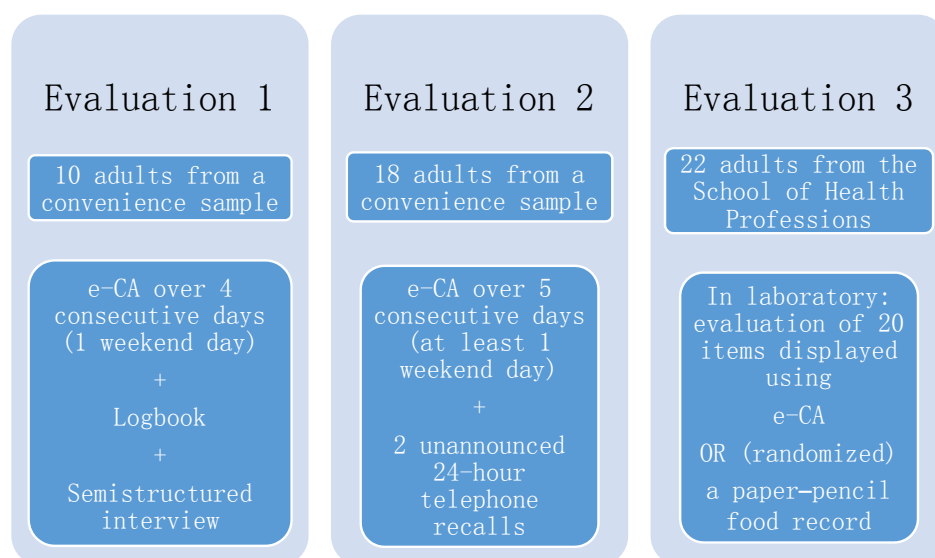 Evaluation 1
10 adults from a
convenience sample
e-CA over 4
consecutive days
(1 weekend day)
+
Logbook
+
Semistructured
interview
Evaluation 2
18 adults from a
convenience sample
e-CA over 5
consecutive days
(at least 1
weekend day)
+
2 unannounced
24-hour
telephone
recalls
Evaluation 3
22 adults from the
School of Health
Professions
In laboratory:
evaluation of 20
items displayed
using
e-CA
OR (randomized)
a paper–pencil
food record